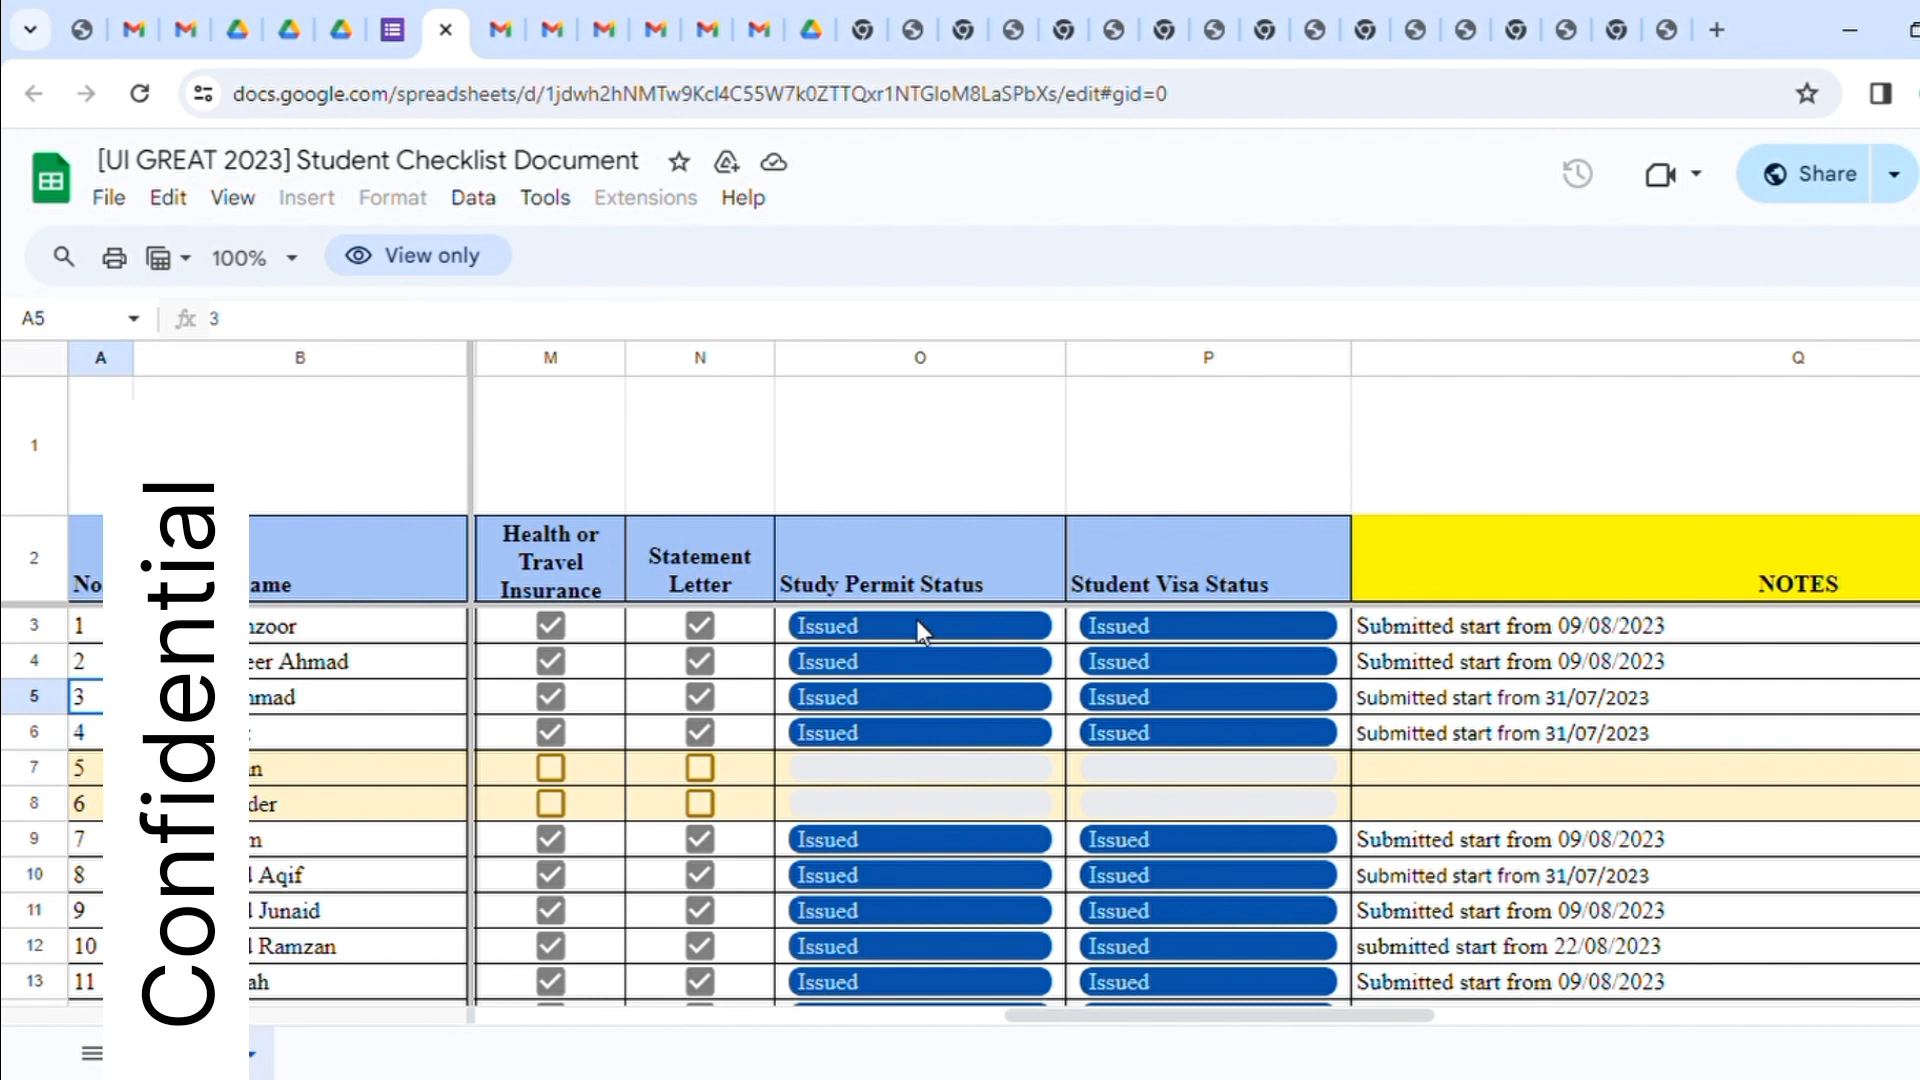 docs.google.com/spreadsheets/d/1jdwh2hNMTw9Kcl4C55W7k0ZTTQxr1NTGloM8LaSPbXs/edit#gid=0
[UI GREAT 2023] Student Checklist Document
Share
File Edit View Insert Format Data Tools Extensions Help
100% View only
A5 fx 3
A B M N O P Q
1
2 No ame Health or Travel Insurance Statement Letter Study Permit Status Student Visa Status NOTES
3 1 nzoor Issued Issued Submitted start from 09/08/2023
4 2 eer Ahmad Issued Issued Submitted start from 09/08/2023
5 3 mmad Issued Issued Submitted start from 31/07/2023
6 4 Issued Issued Submitted start from 31/07/2023
7 5 n
8 6 der
9 7 m Issued Issued Submitted start from 09/08/2023
10 8 Aqif Issued Issued Submitted start from 31/07/2023
11 9 Junaid Issued Issued Submitted start from 09/08/2023
12 10 Ramzan Issued Issued submitted start from 22/08/2023
13 11 ah Issued Issued Submitted start from 09/08/2023
Confidential